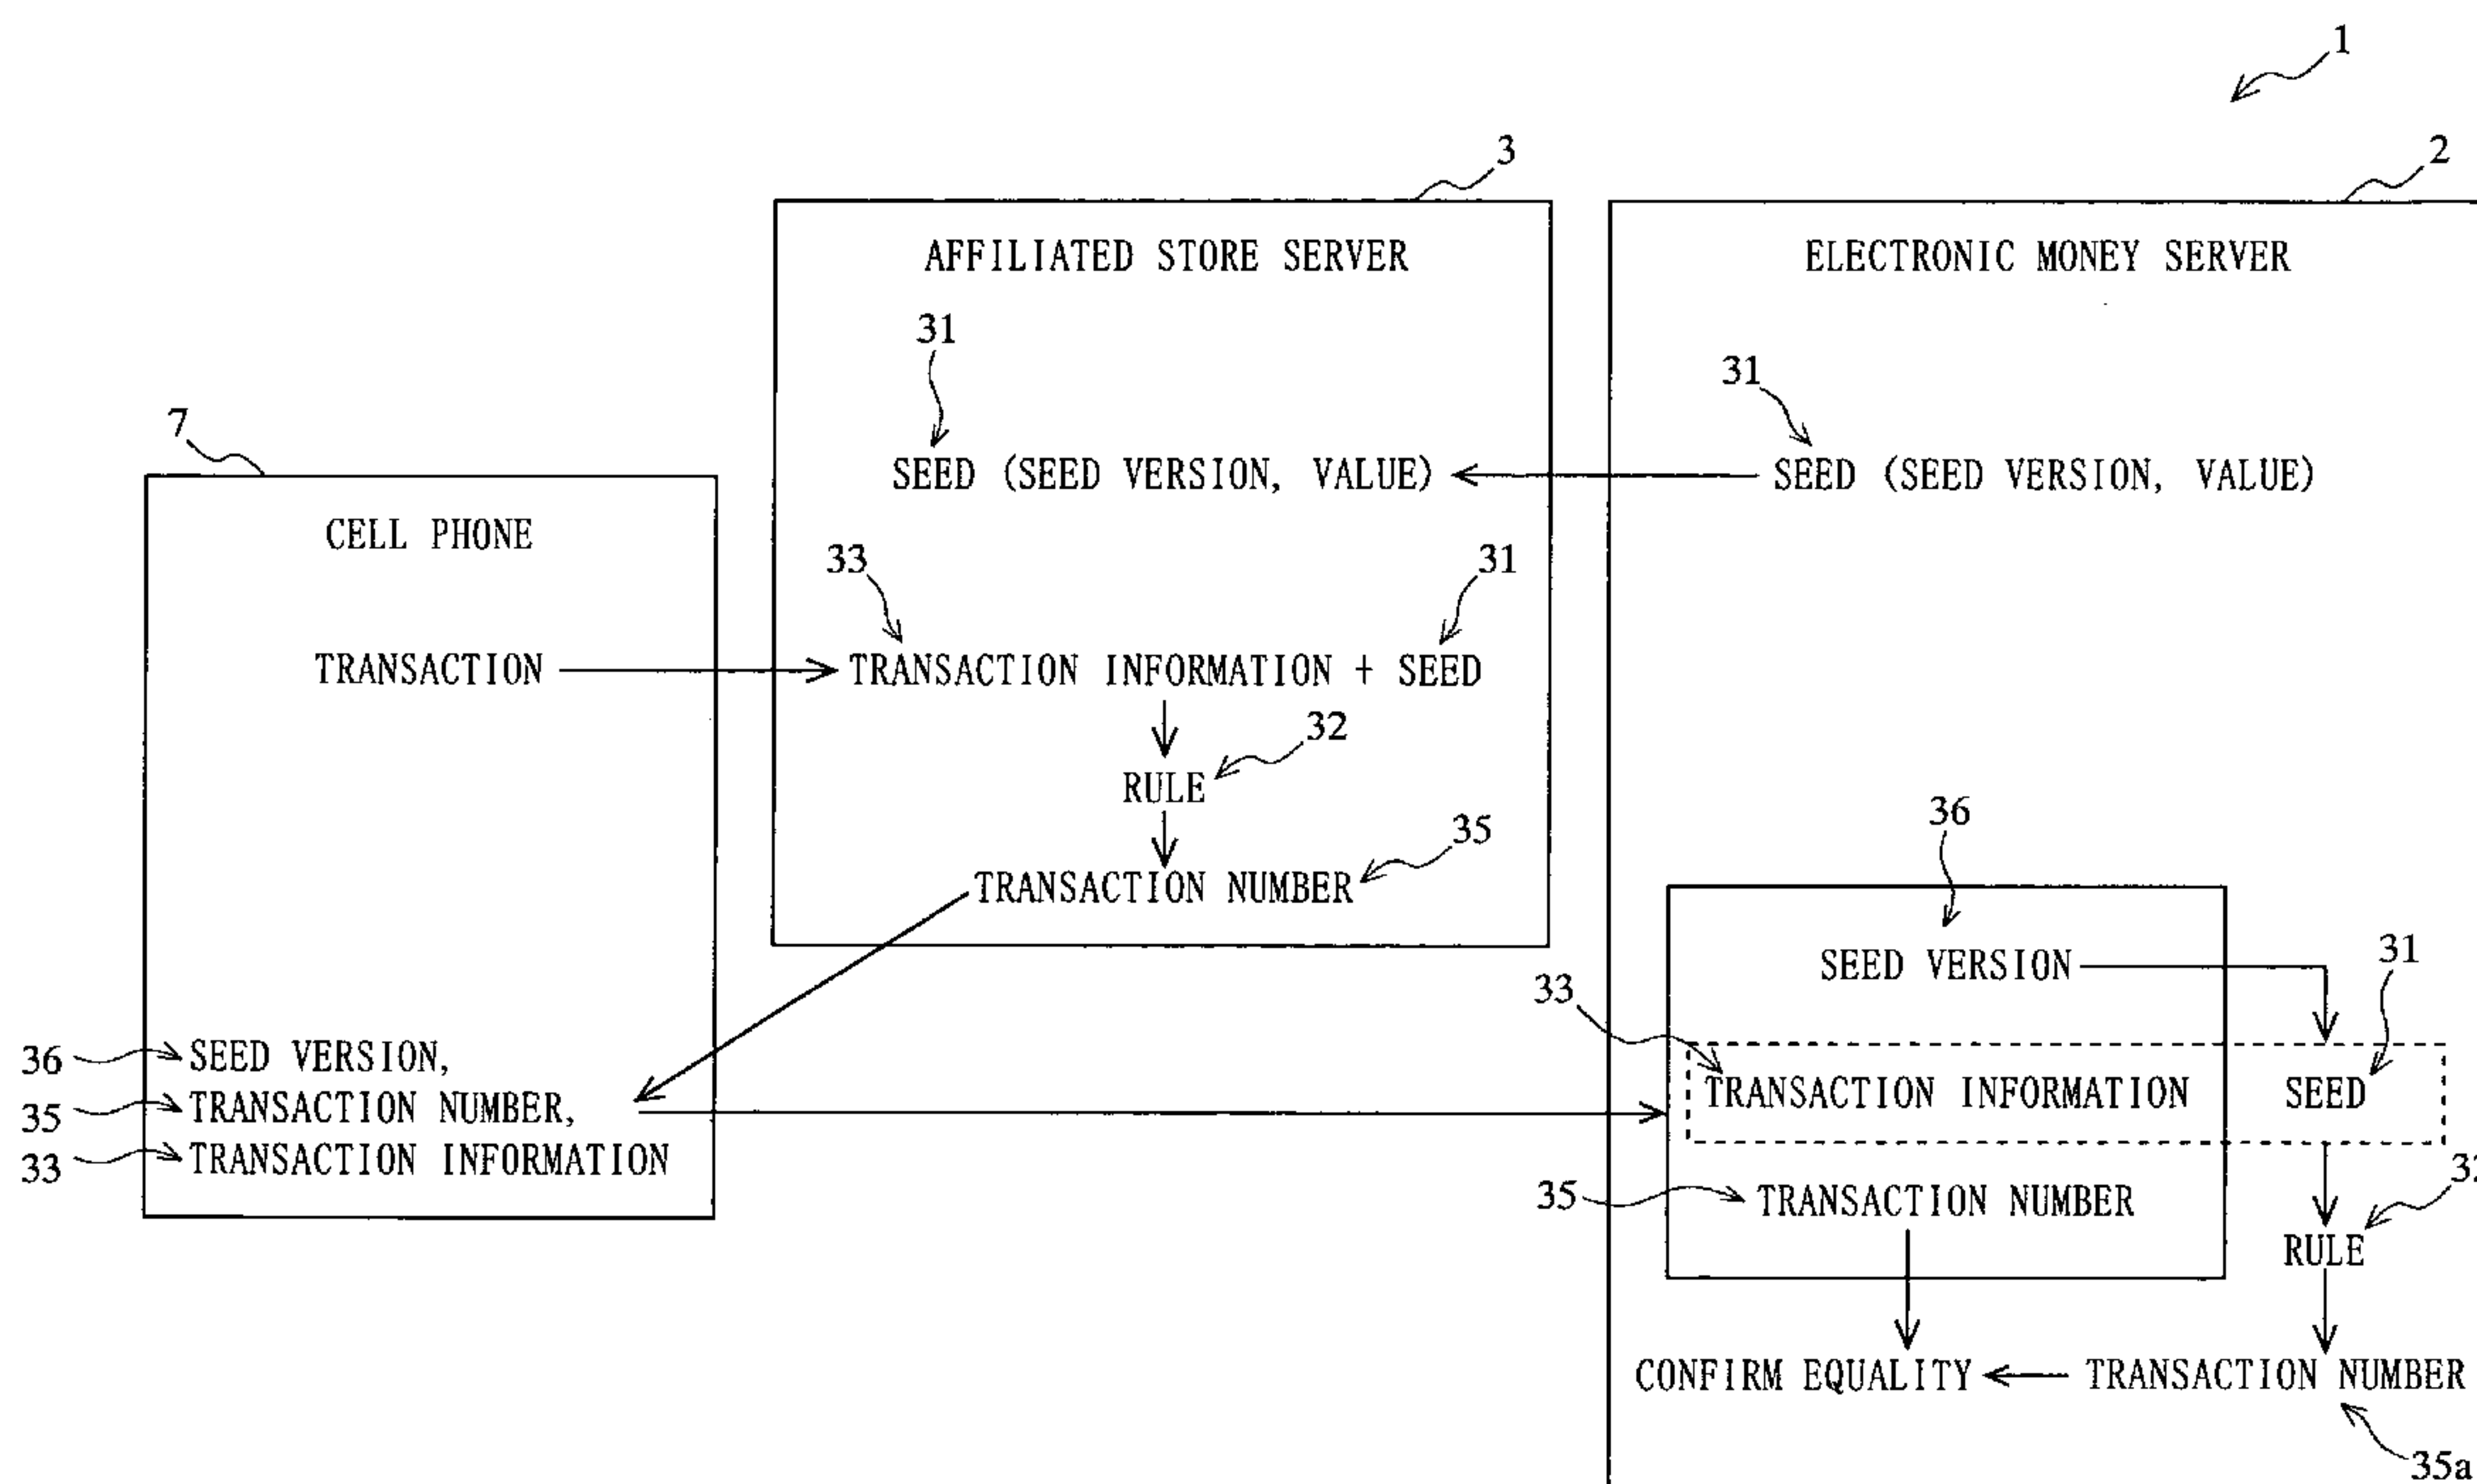 1
3
2
AFFILIATED STORE SERVER
ELECTRONIC MONEY SERVER
31
31
7
SEED (SEED VERSION, VALUE)
SEED (SEED VERSION, VALUE)
CELL PHONE
33
31
TRANSACTION
TRANSACTION INFORMATION + SEED
32
RULE
36
35
TRANSACTION NUMBER
SEED VERSION
31
33
36
SEED VERSION,
TRANSACTION INFORMATION
SEED
35
TRANSACTION NUMBER,
33
TRANSACTION INFORMATION
35
TRANSACTION NUMBER
RULE
CONFIRM EQUALITY
TRANSACTION NUMBER
35a